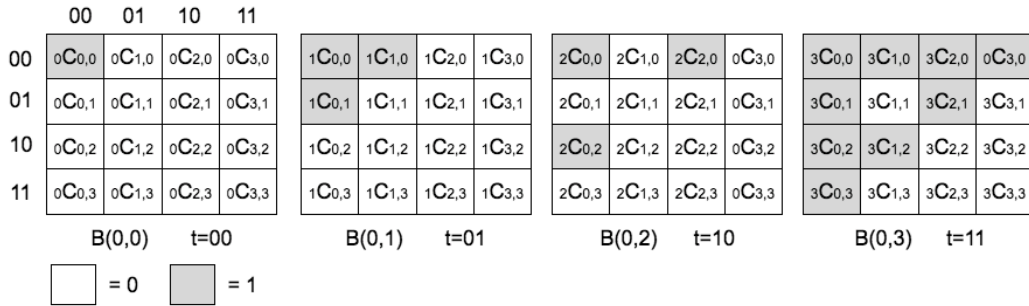 00 01 10 11
00 0C0,0 0C1,0 0C2,0 0C3,0 1C0,0 1C1,0 1C2,0 1C3,0 2C0,0 2C1,0 2C2,0 0C3,0 3C0,0 3C1,0 3C2,0 0C3,0
01 0C0,1 0C1,1 0C2,1 0C3,1 1C0,1 1C1,1 1C2,1 1C3,1 2C0,1 2C1,1 2C2,1 0C3,1 3C0,1 3C1,1 3C2,1 3C3,1
10 0C0,2 0C1,2 0C2,2 0C3,2 1C0,2 1C1,2 1C2,2 1C3,2 2C0,2 2C1,2 2C2,2 0C3,2 3C0,2 3C1,2 3C2,2 3C3,2
11 0C0,3 0C1,3 0C2,3 0C3,3 1C0,3 1C1,3 1C2,3 1C3,3 2C0,3 2C1,3 2C2,3 0C3,3 3C0,3 3C1,3 3C2,3 3C3,3
B(0,0) t=00 B(0,1) t=01 B(0,2) t=10 B(0,3) t=11
= 0 = 1